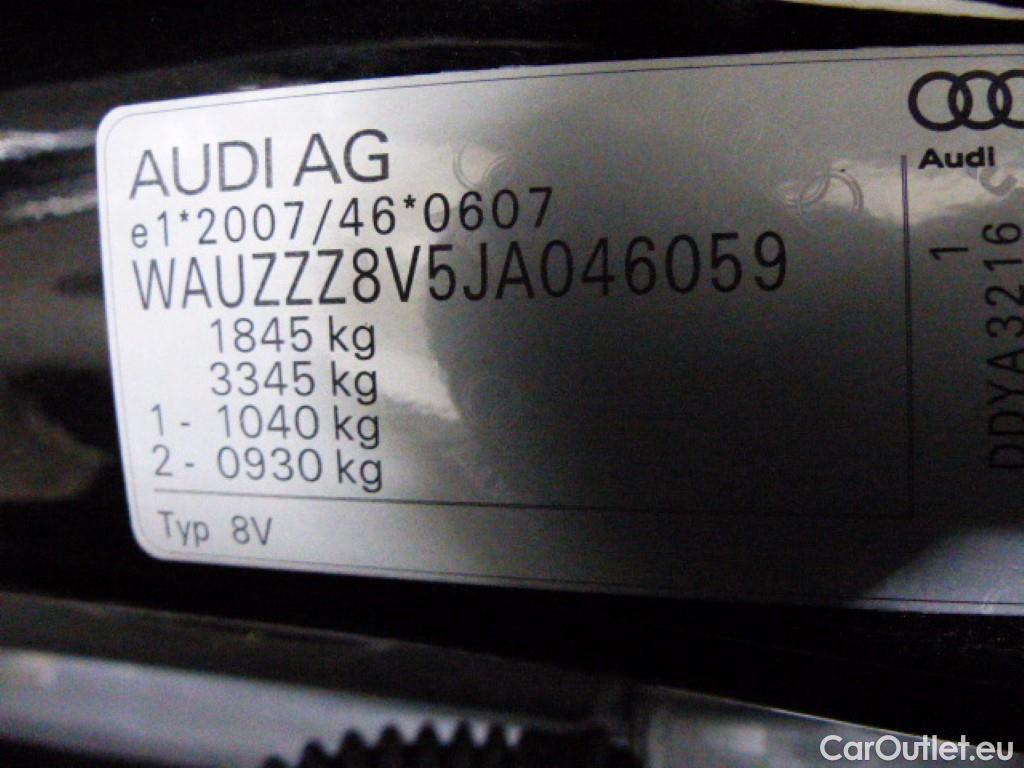 AUDI AG
e1*2007/46*0607
WAUZZZ8V5JA046059
1845 kg
3345 kg
1 - 1040 kg
2 - 0930 kg
Typ 8V
Audi
1
DDYA3216
CarOutlet.eu